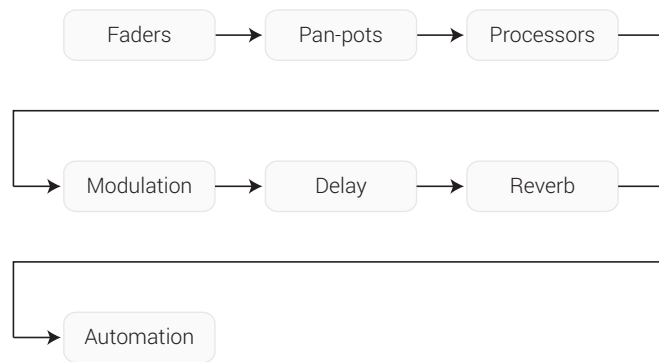 Faders
Pan-pots
Processors
Modulation
Delay
Reverb
Automation